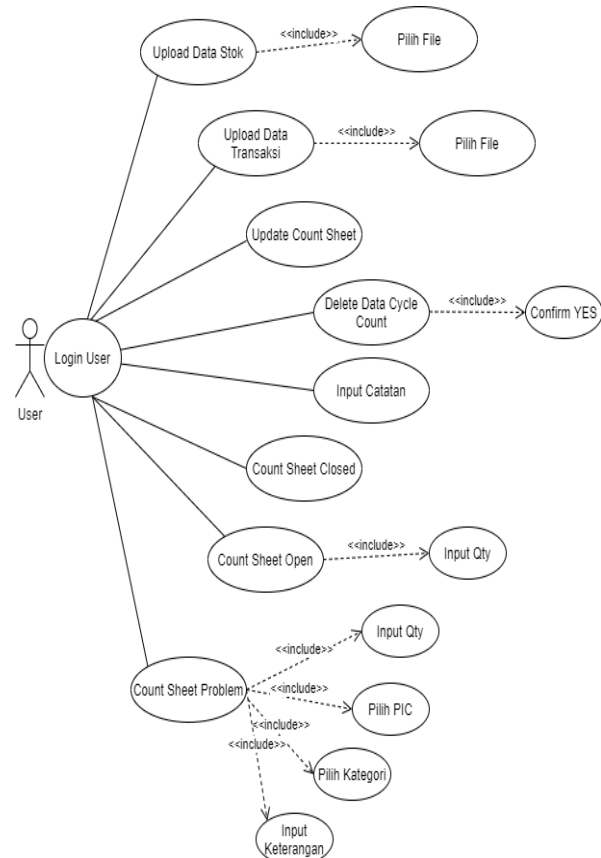 <<include>>
Upload Data Stok
Pilih File
Upload Data
Transaksi
<<include>>
Pilih File
Update Count Sheet
Delete Data Cycle
Count
<<include>>
Confirm YES
Login User
User
Input Catatan
Count Sheet Closed
Count Sheet Open
<<include>>
Input Qty
Count Sheet Problem
<<include>>
Input Qty
<<include>>
Pilih PIC
<<include>>
Pilih Kategori
<<include>>
Input
Keterangan